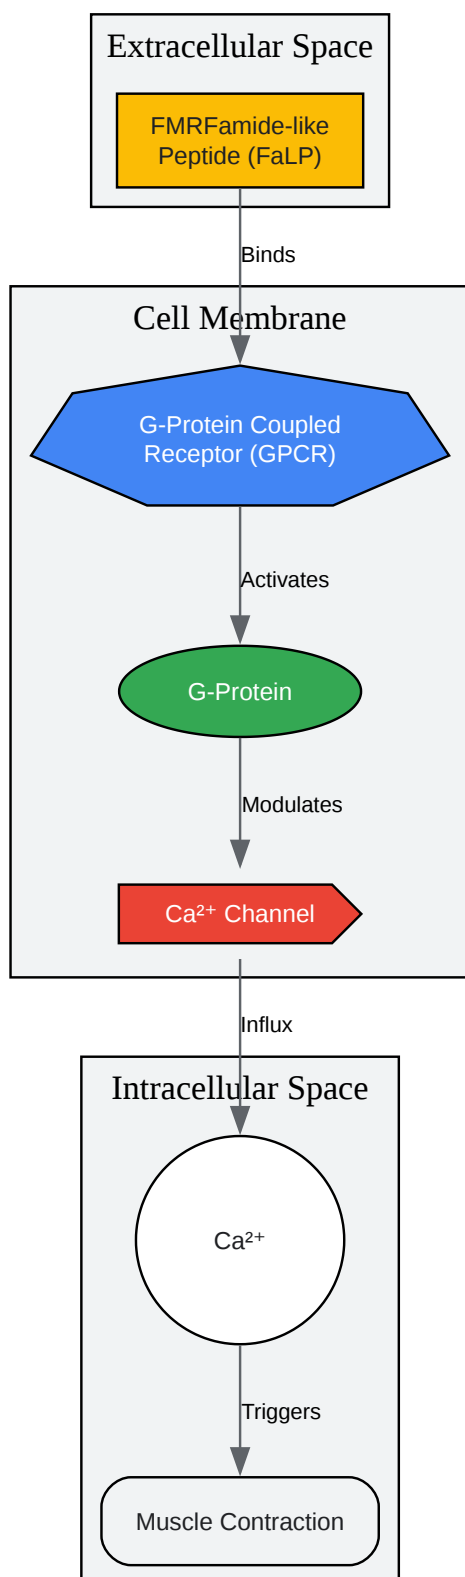 Extracellular Space
FMRFamide-like
Peptide (FaLP)
Binds
Cell Membrane
G-Protein Coupled
Receptor (GPCR)
Activates
G-Protein
Modulates
Ca²⁺ Channel
Influx
Intracellular Space
Ca²⁺
Triggers
Muscle Contraction